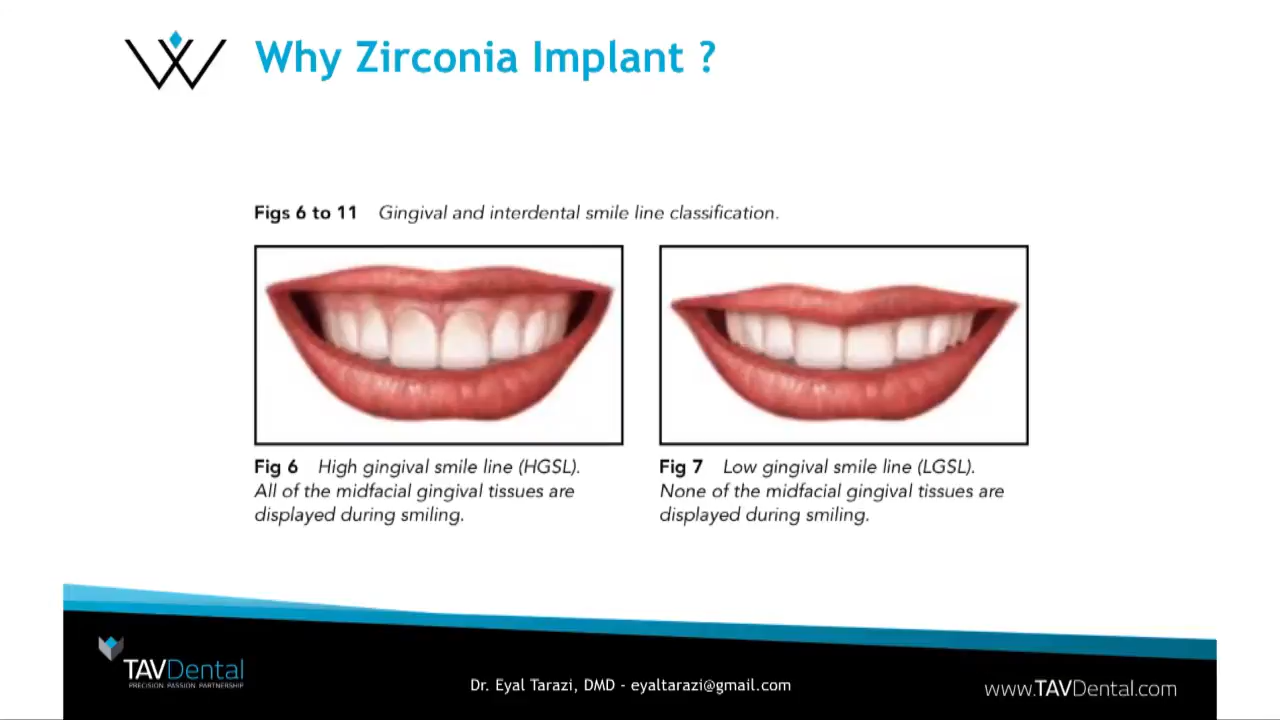 Why Zirconia Implant ?
Figs 6 to 11 Gingival and interdental smile line classification.
Fig 6 High gingival smile line (HGSL).
All of the midfacial gingival tissues are
displayed during smiling.
Fig 7 Low gingival smile line (LGSL).
None of the midfacial gingival tissues are
displayed during smiling.
TAVDental
PRECISION. PASSION. PARTNERSHIP
Dr. Eyal Tarazi, DMD - eyaltarazi@gmail.com
www.TAVDental.com